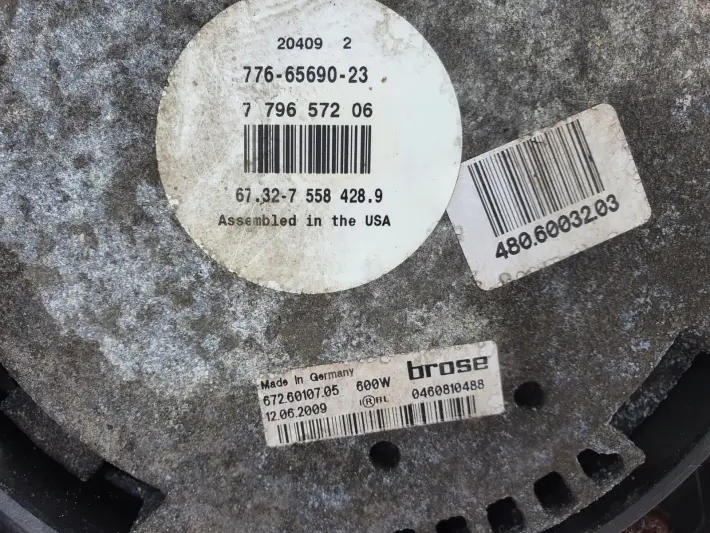 20409 2
776-65690-23
7 796 572 06
67.32-7 558 428.9
Assembled in the USA
480.6003203
Made In Germany
brose
672.60107.05 600W
12.06.2009
0460810488